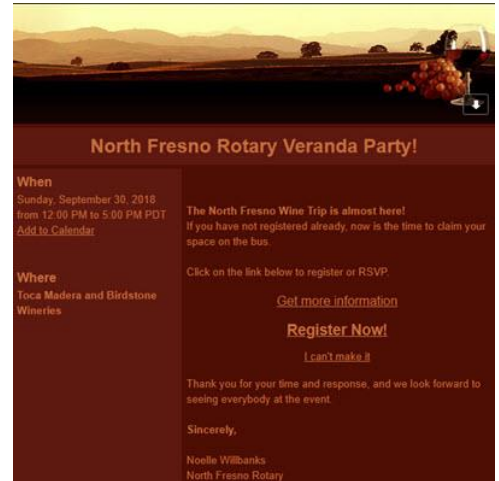 North Fresno Rotary Veranda Party!
When
Sunday, September 30, 2018
from 12:00 PM to 5:00 PM PDT
Add to Calendar
Where
Toca Madera and Birdstone
Wineries
The North Fresno Wine Trip is almost here!
If you have not registered already, now is the time to claim your
space on the bus.
Click on the link below to register or RSVP.
Get more information
Register Now!
I can't make it
Thank you for your time and response, and we look forward to
seeing everybody at the event.
Sincerely,
Noelle Willbanks
North Fresno Rotary